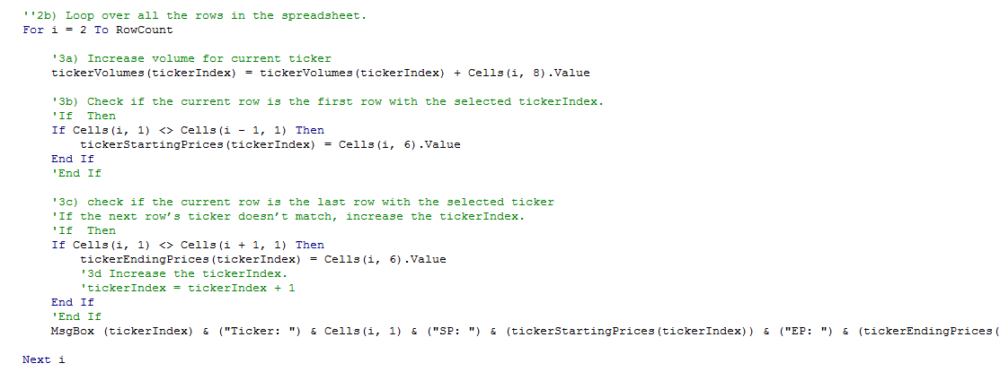 ''2b) Loop over all the rows in the spreadsheet.
For i = 2 To RowCount
'3a) Increase volume for current ticker
tickerVolumes(tickerIndex) = tickerVolumes(tickerIndex) + Cells(i, 8).Value
'3b) Check if the current row is the first row with the selected tickerIndex.
'If  Then
If Cells(i, 1) <> Cells(i - 1, 1) Then
tickerStartingPrices(tickerIndex) = Cells(i, 6).Value
End If
'End If
'3c) check if the current row is the last row with the selected ticker
'If the next row’s ticker doesn’t match, increase the tickerIndex.
'If  Then
If Cells(i, 1) <> Cells(i + 1, 1) Then
tickerEndingPrices(tickerIndex) = Cells(i, 6).Value
'3d Increase the tickerIndex.
'tickerIndex = tickerIndex + 1
End If
'End If
MsgBox (tickerIndex) & ("Ticker: ") & Cells(i, 1) & ("SP: ") & (tickerStartingPrices(tickerIndex)) & ("EP: ") & (tickerEndingPrices(
Next i